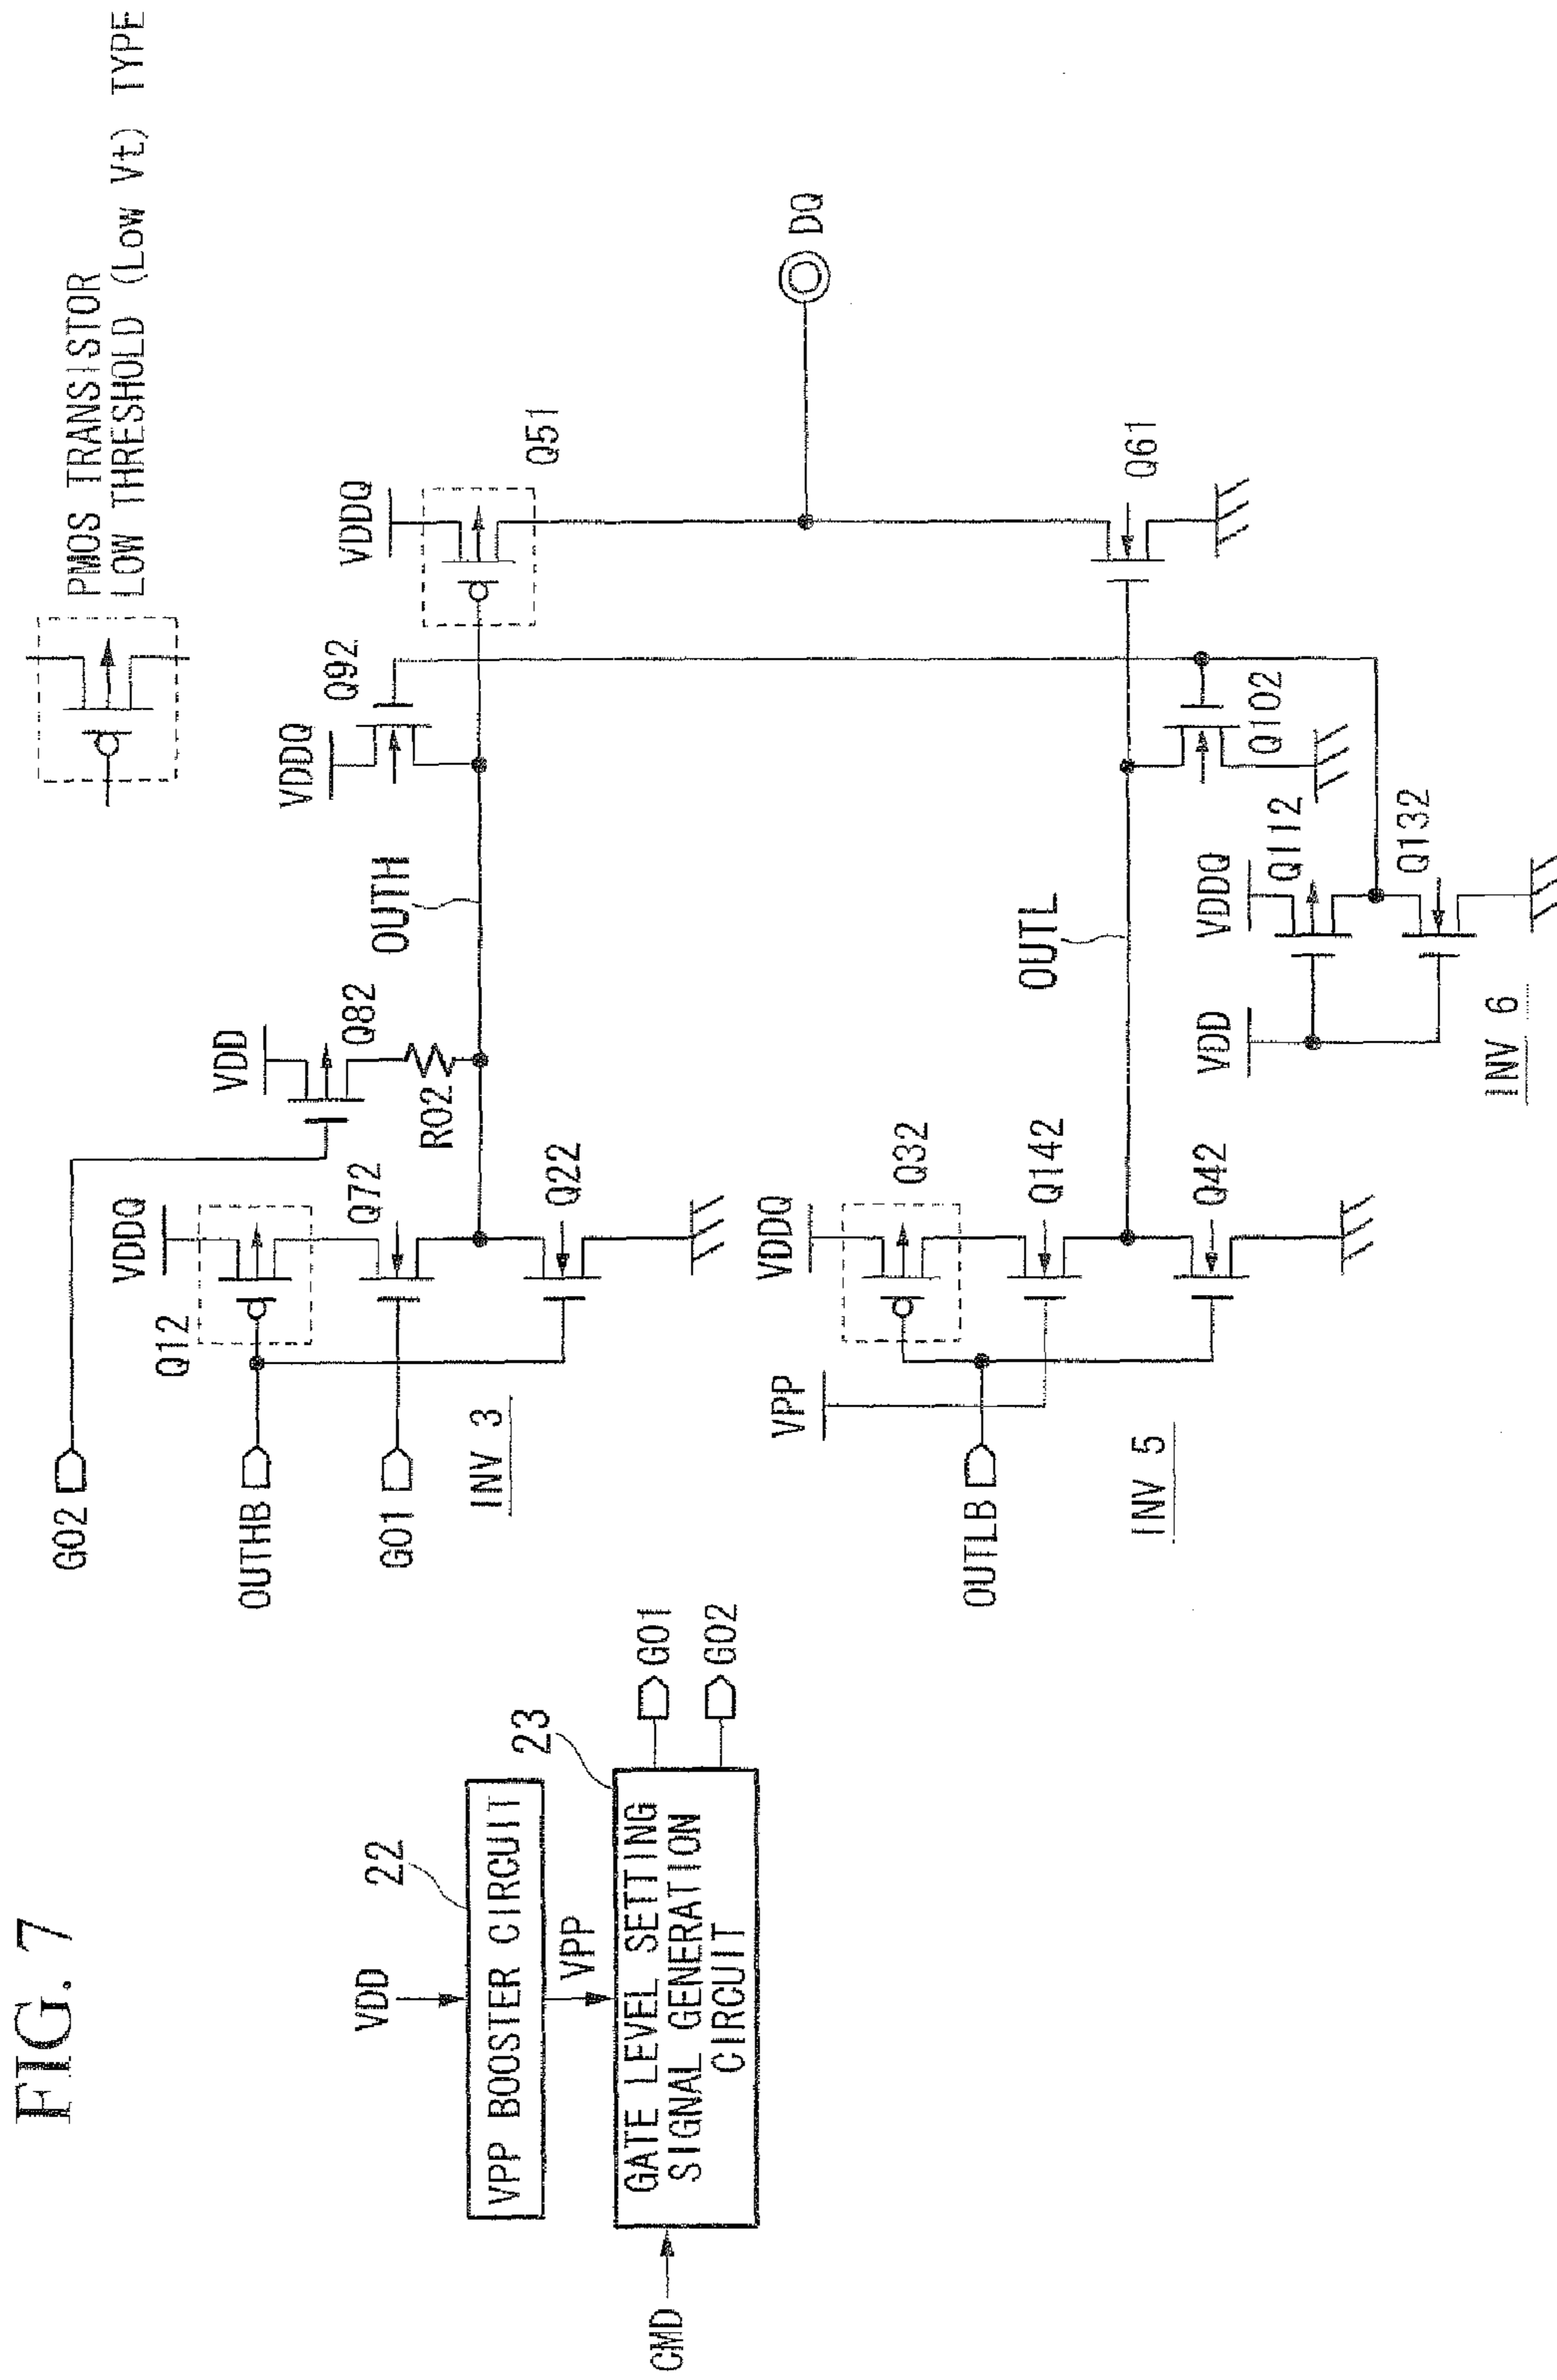 FIG. 7
PMOS TRANSISTOR
LOW THRESHOLD (Low Vt) TYPE
VDD
22
VPP BOOSTER CIRCUIT
VPP
23
CMD
GATE LEVEL SETTING
SIGNAL GENERATION
CIRCUIT
G01
G02
G02
OUTHB
G01
INV 3
Q12
VDDQ
Q72
Q22
VDD
Q82
R02
OUTH
VDDQ
Q92
VDDQ
Q51
DQ
Q61
OUTLB
INV 5
VPP
VDDQ
Q32
Q142
Q42
OUTL
Q102
VDD
VDDQ
Q112
Q132
INV 6